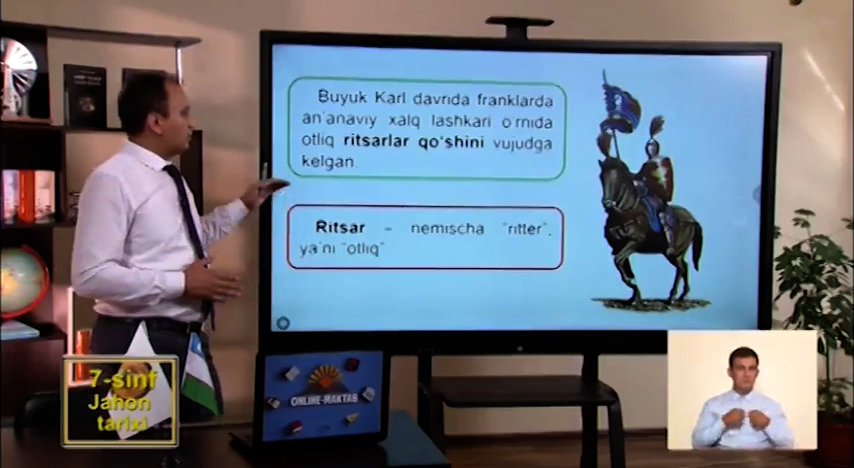 Buyuk Karl davrida franklarda
an'anaviy xalq lashkari o'rnida
otliq ritsarlar qo'shini vujudga
kelgan.
Ritsar – nemischa "ritter",
ya'ni "otliq"
7-sinf
Jahon
tarixi
ONLINE-MAKTAB